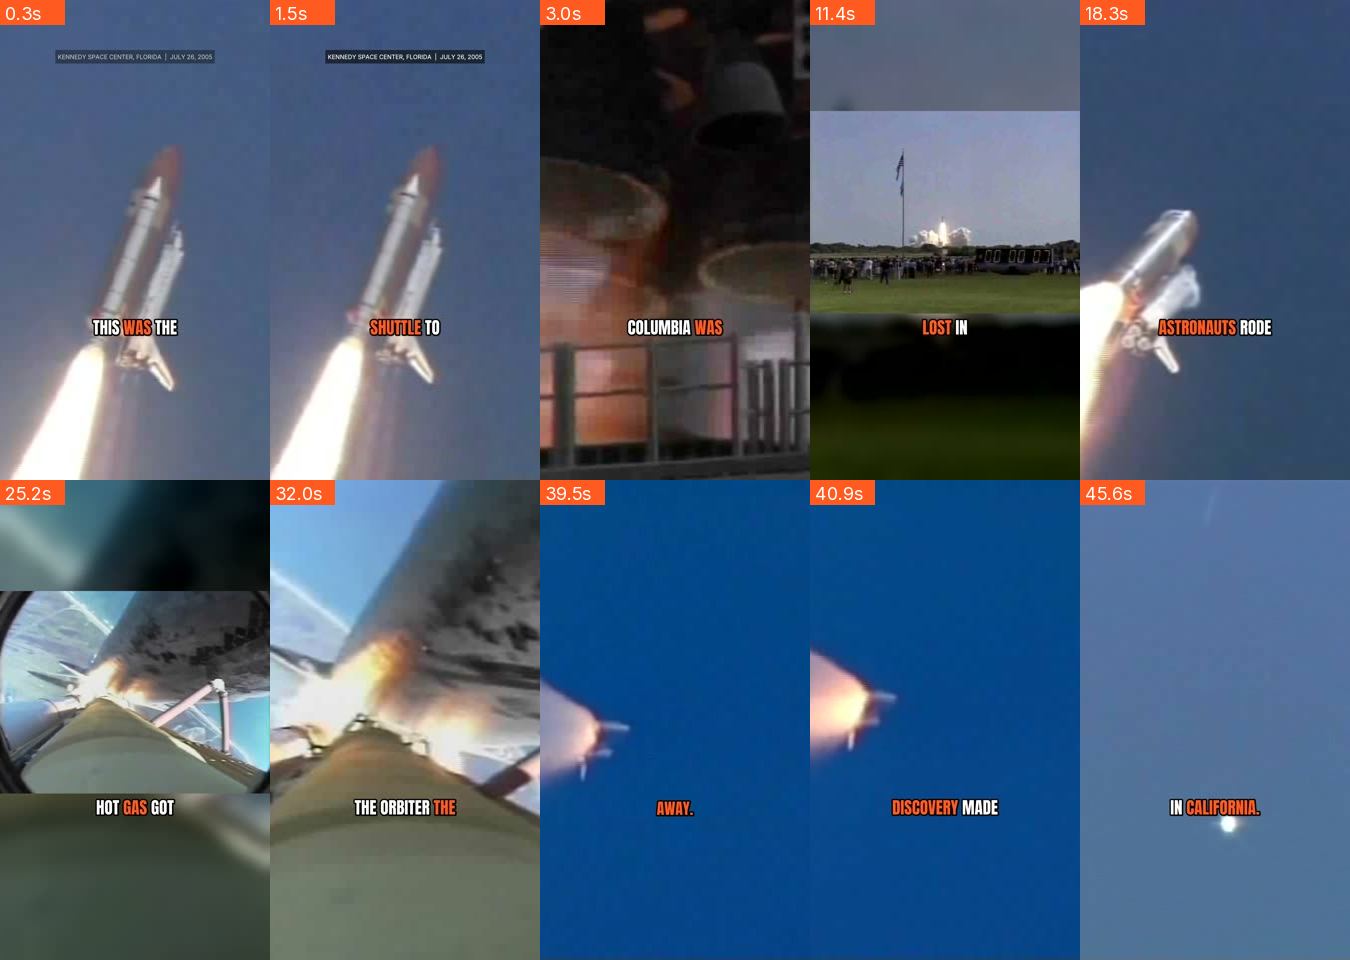 0.3s
KENNEDY SPACE CENTER, FLORIDA | JULY 26, 2005
THIS WAS THE
1.5s
KENNEDY SPACE CENTER, FLORIDA | JULY 26, 2005
SHUTTLE TO
3.0s
COLUMBIA WAS
11.4s
LOST IN
18.3s
ASTRONAUTS RODE
25.2s
HOT GAS GOT
32.0s
THE ORBITER THE
39.5s
AWAY.
40.9s
DISCOVERY MADE
45.6s
IN CALIFORNIA.